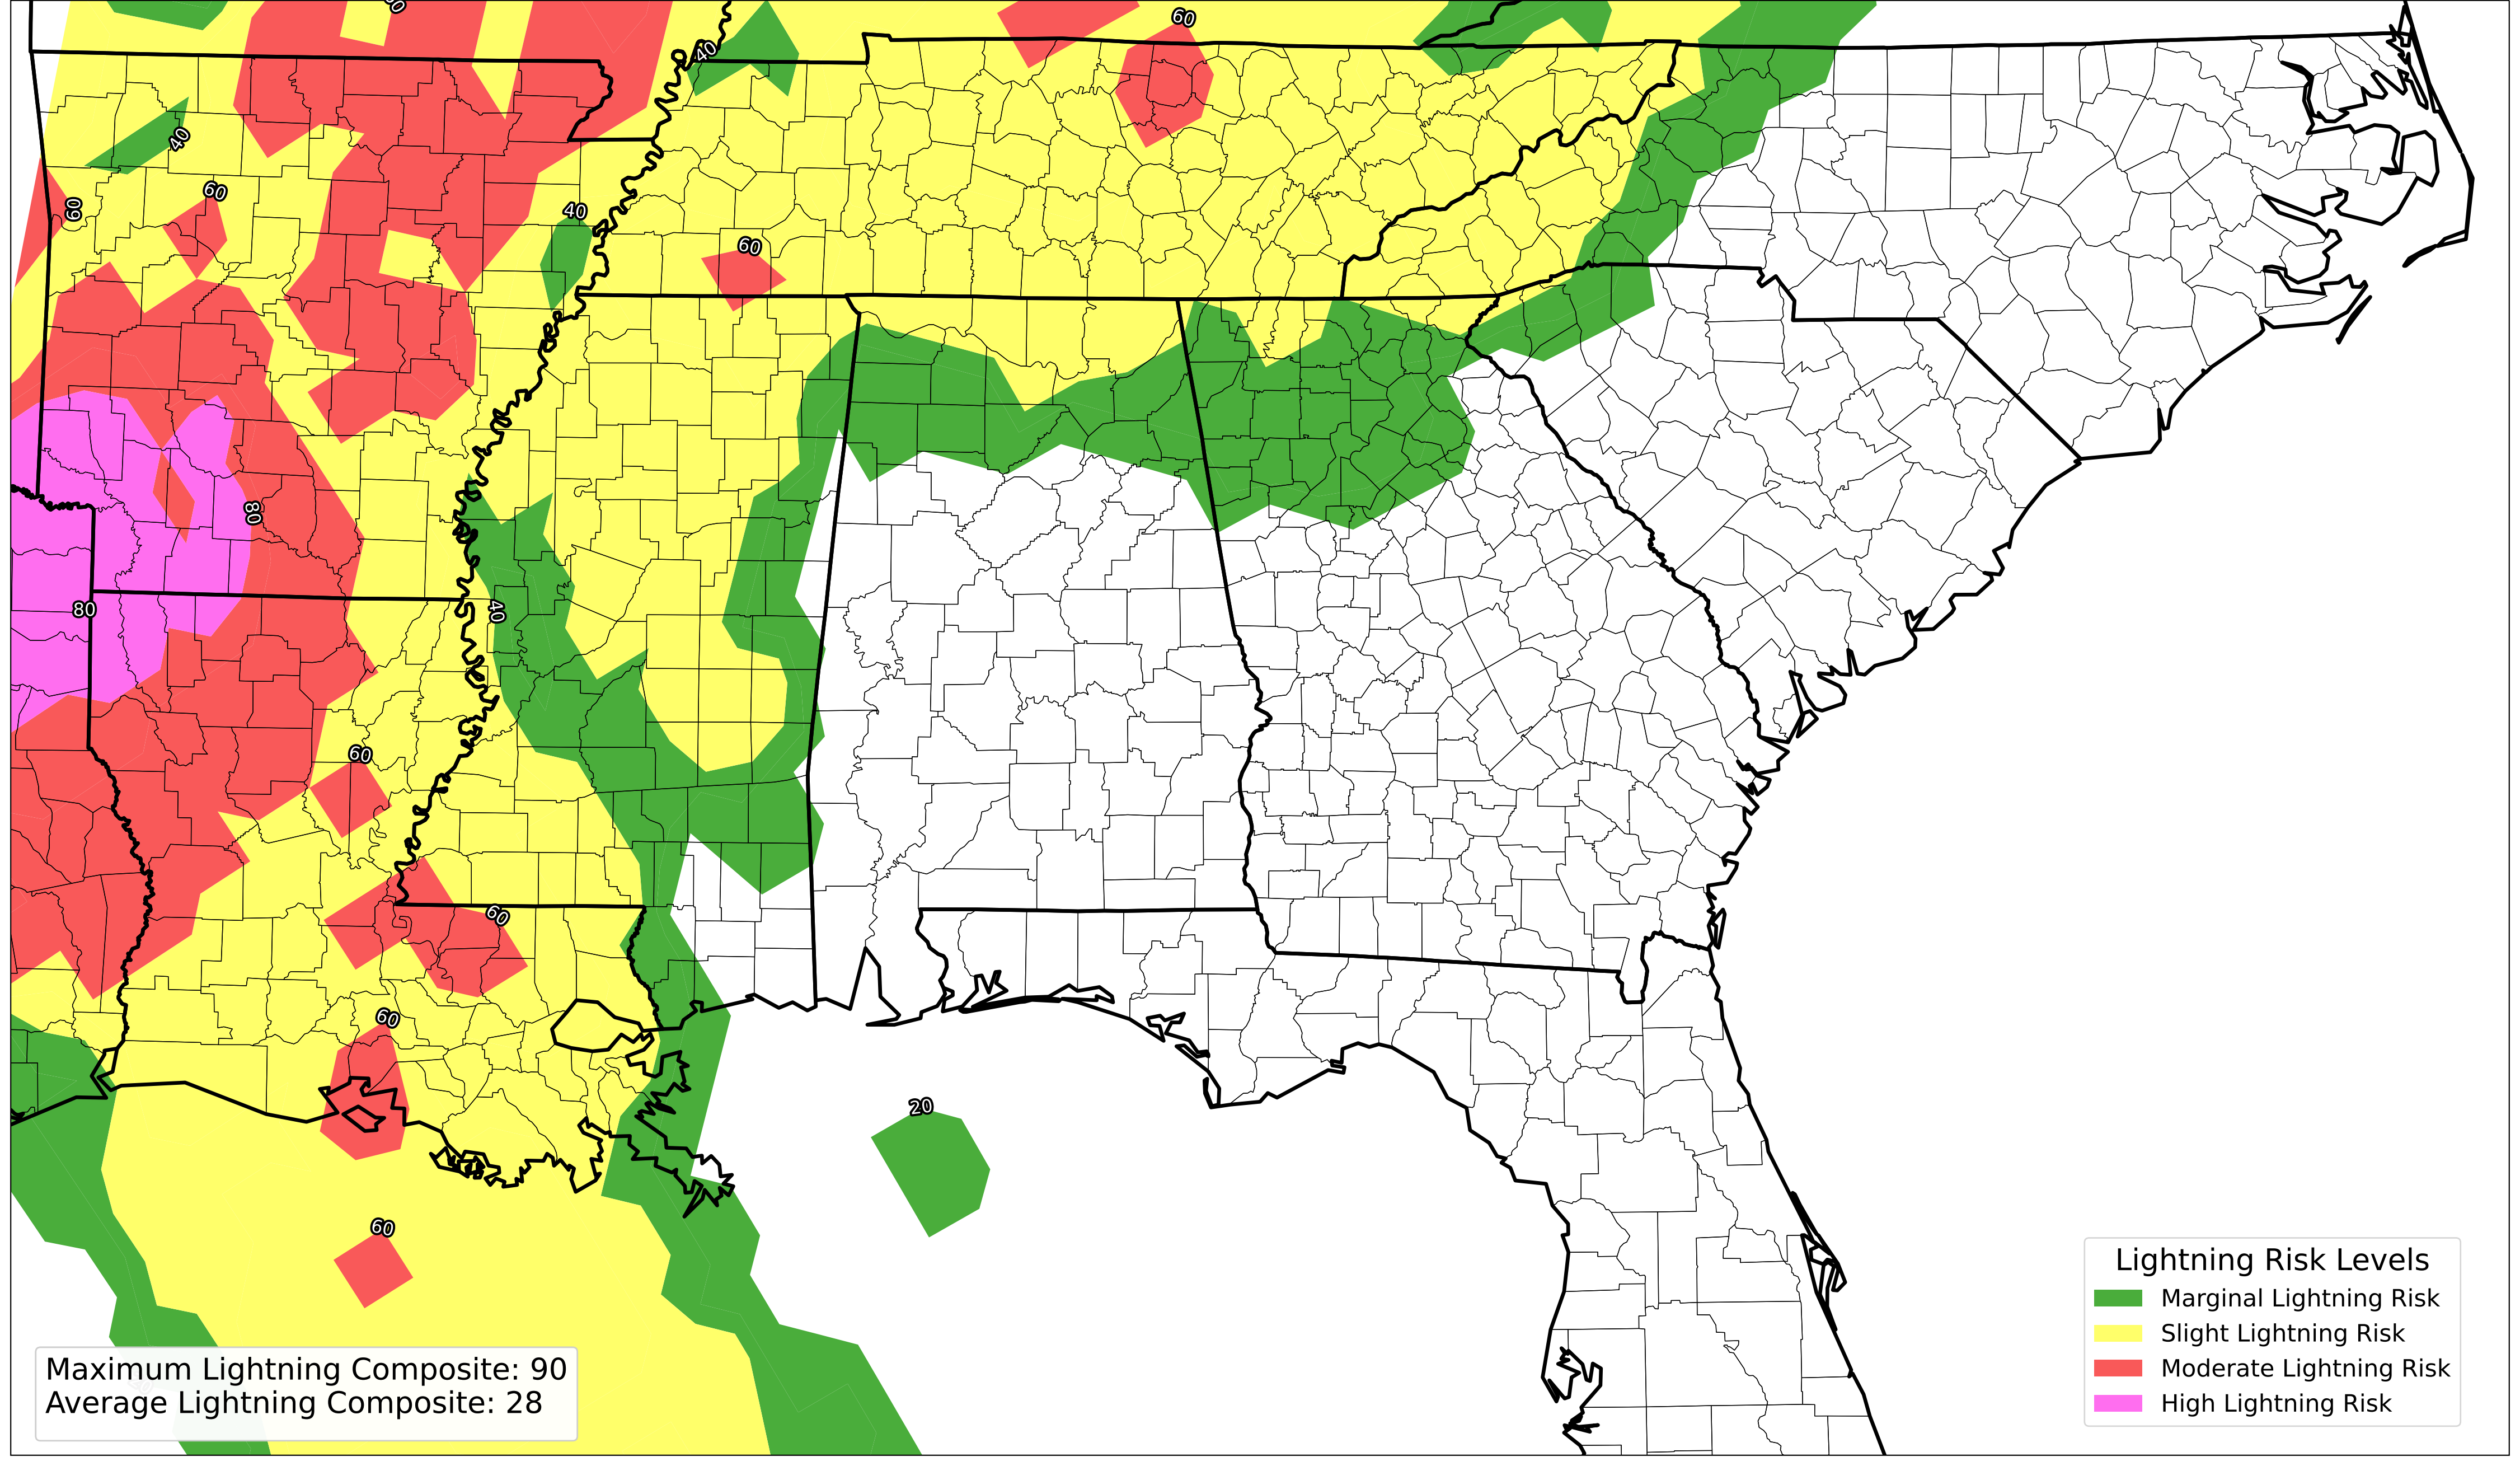 60
40
60
40
60
60
40
60
80
80
40
60
60
60
20
60
Lightning Risk Levels
Marginal Lightning Risk
Slight Lightning Risk
Moderate Lightning Risk
High Lightning Risk
Maximum Lightning Composite: 90
Average Lightning Composite: 28